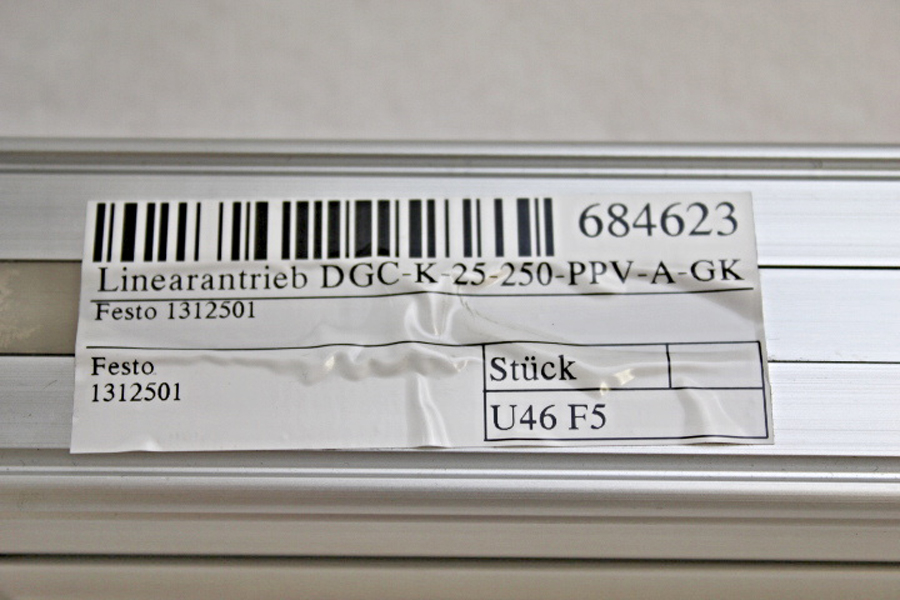 684623
Linearantrieb DGC-K-25-250-PPV-A-GK
Festo 1312501
Festo
1312501
Stück
U46 F5